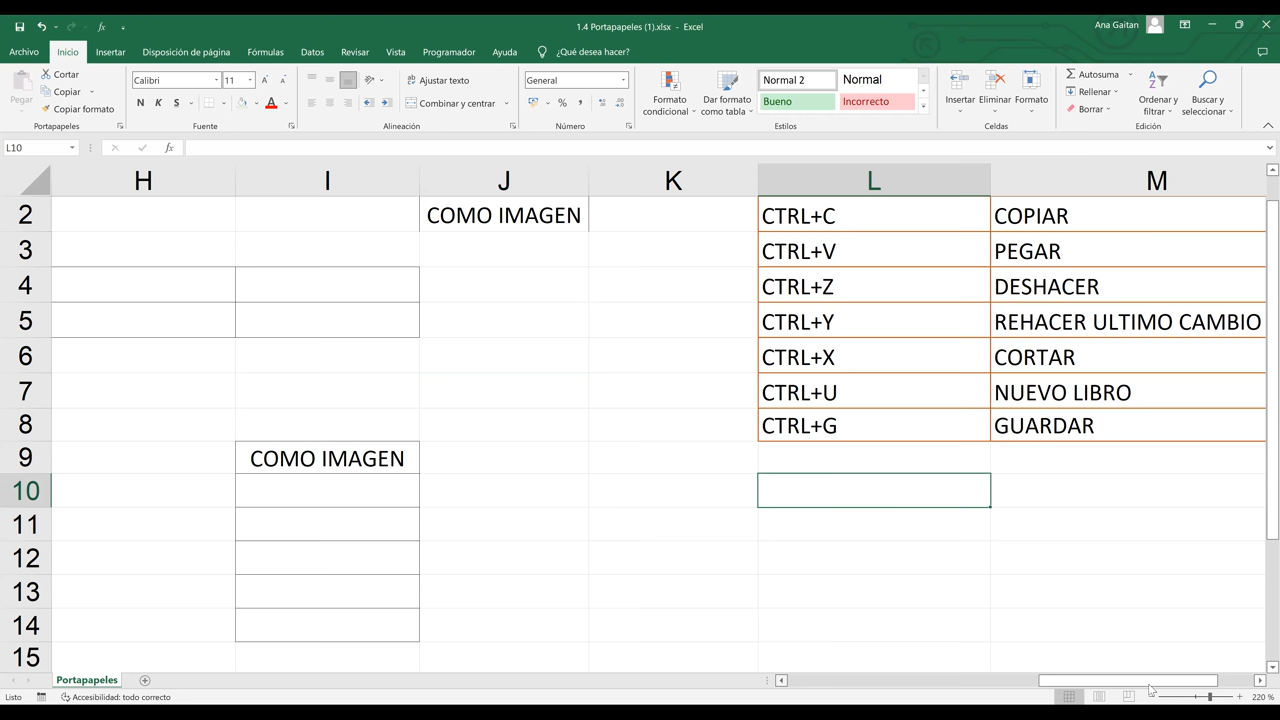 1.4 Portapapeles (1).xlsx - Excel
Ana Gaitan
Archivo Inicio Insertar Disposición de página Fórmulas Datos Revisar Vista Programador Ayuda ¿Qué desea hacer?
Pegar
Cortar
Copiar
Copiar formato
Portapapeles
Calibri 11
N K S
Fuente
Ajustar texto
Combinar y centrar
Alineación
General
Número
Formato condicional
Dar formato como tabla
Normal 2 Normal
Bueno Incorrecto
Estilos
Insertar Eliminar Formato
Celdas
Autosuma
Rellenar
Borrar
Ordenar y filtrar
Buscar y seleccionar
Edición
L10 fx
H I J K L M
2 COMO IMAGEN CTRL+C COPIAR
3 CTRL+V PEGAR
4 CTRL+Z DESHACER
5 CTRL+Y REHACER ULTIMO CAMBIO
6 CTRL+X CORTAR
7 CTRL+U NUEVO LIBRO
8 CTRL+G GUARDAR
9 COMO IMAGEN
10
11
12
13
14
15
Portapapeles
Listo Accesibilidad: todo correcto 220 %